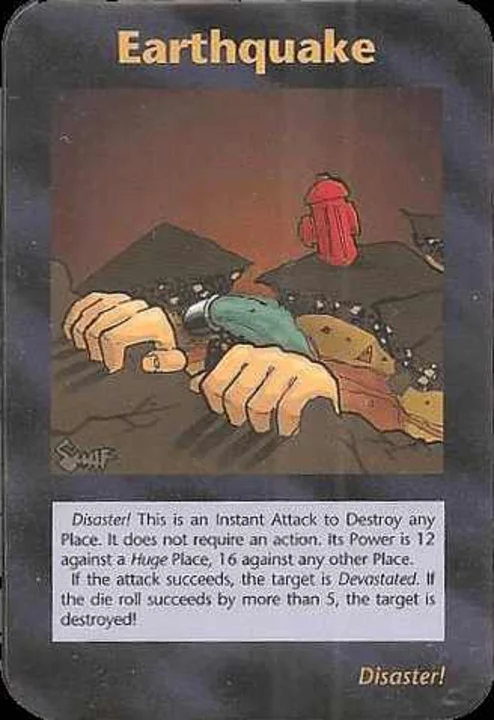 Earthquake
SWAF
Disaster! This is an Instant Attack to Destroy any
Place. It does not require an action. Its Power is 12
against a Huge Place, 16 against any other Place.
If the attack succeeds, the target is Devastated. If
the die roll succeeds by more than 5, the target is
destroyed!
Disaster!